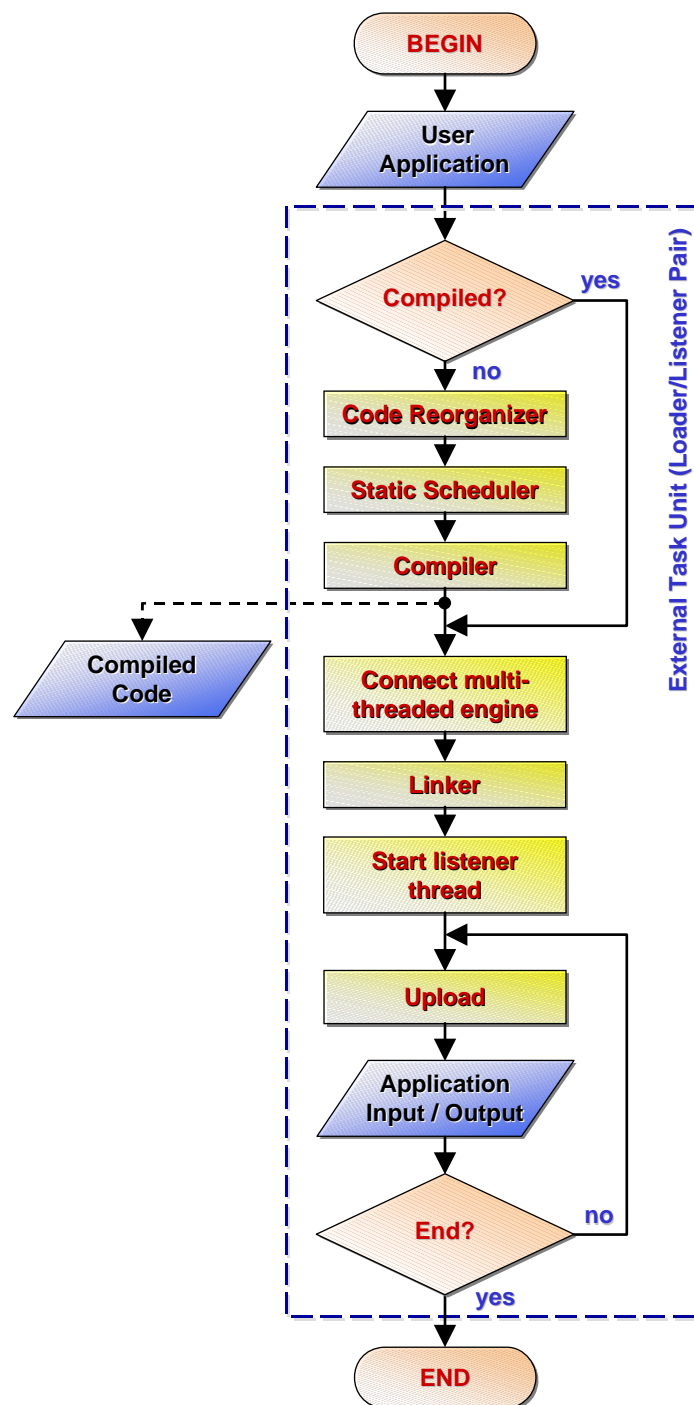 BEGIN
User
Application
Compiled?
yes
no
Code Reorganizer
Static Scheduler
Compiler
Compiled
Code
Connect multi-
threaded engine
Linker
Start listener
thread
Upload
Application
Input / Output
End?
no
yes
END
External Task Unit (Loader/Listener Pair)